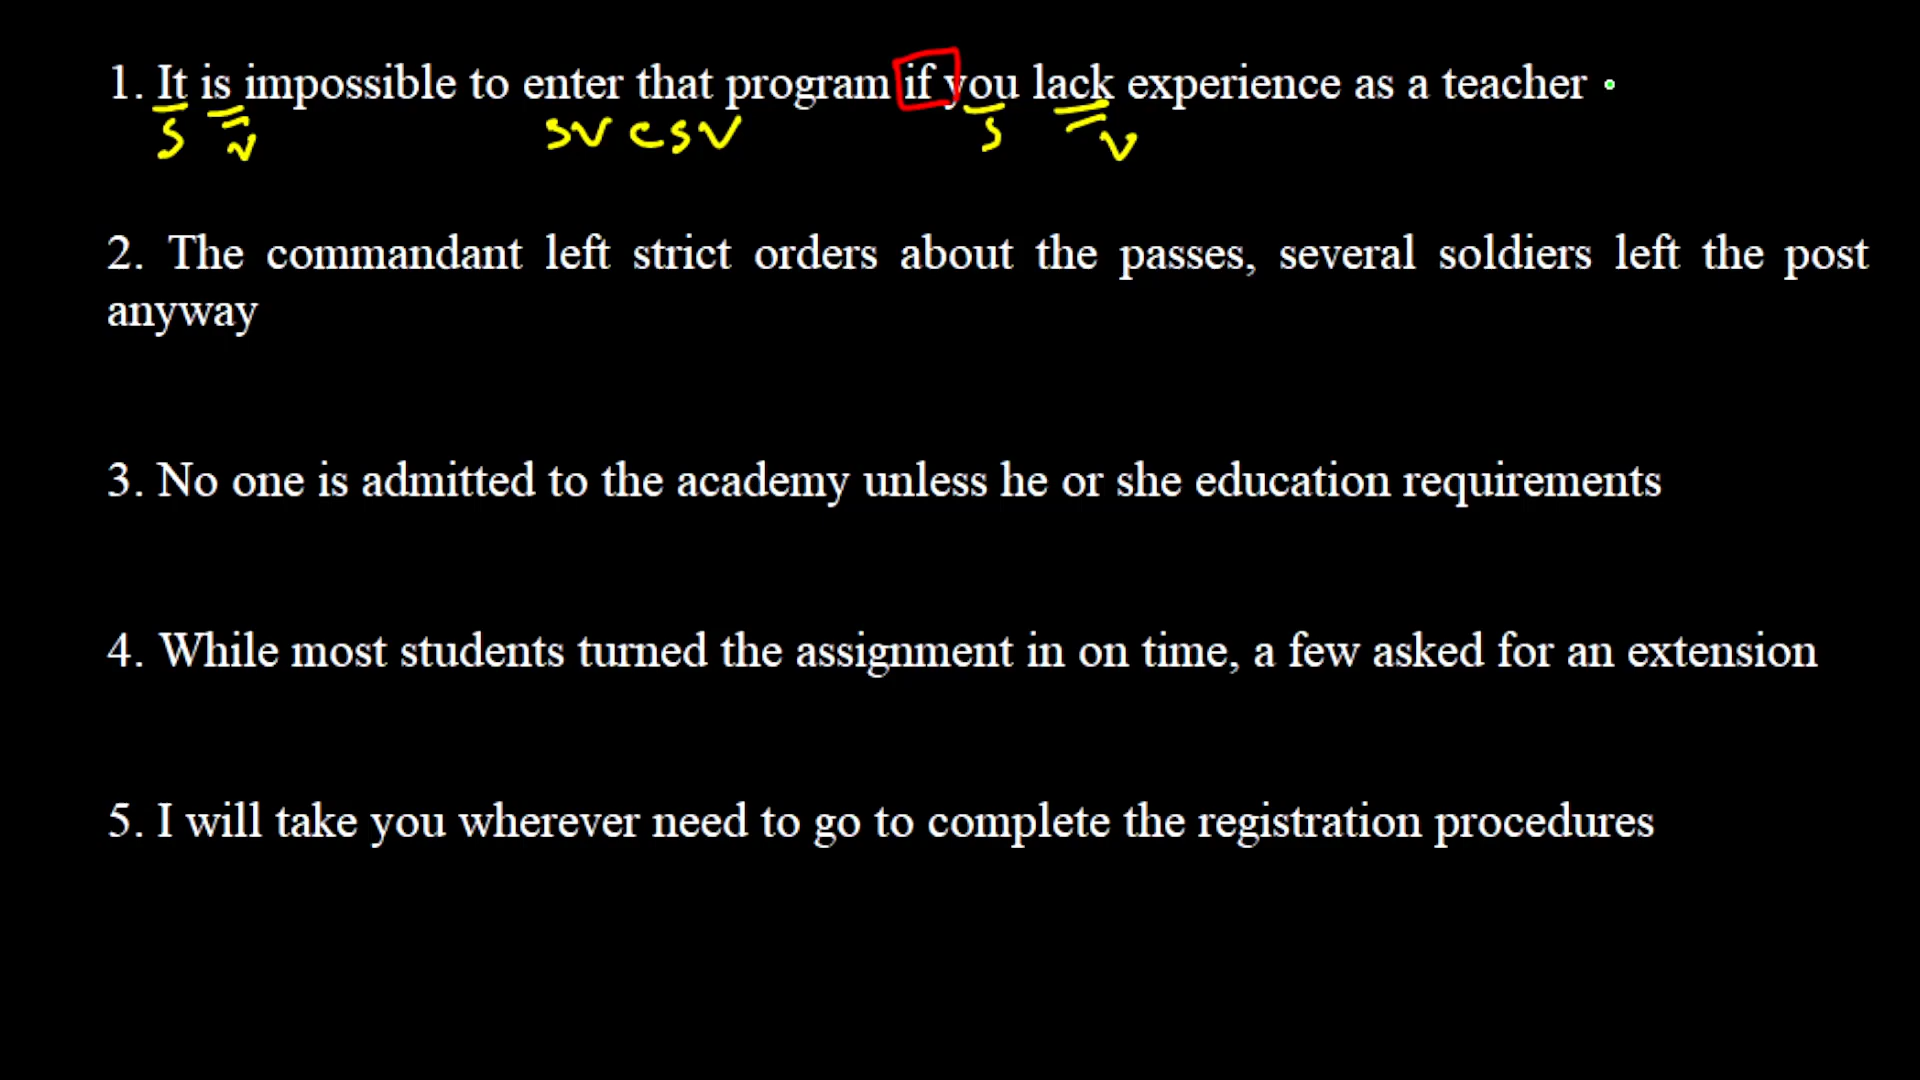 1. It is impossible to enter that program if you lack experience as a teacher
S V SV C S V S V
2. The commandant left strict orders about the passes, several soldiers left the post
anyway
3. No one is admitted to the academy unless he or she education requirements
4. While most students turned the assignment in on time, a few asked for an extension
5. I will take you wherever need to go to complete the registration procedures